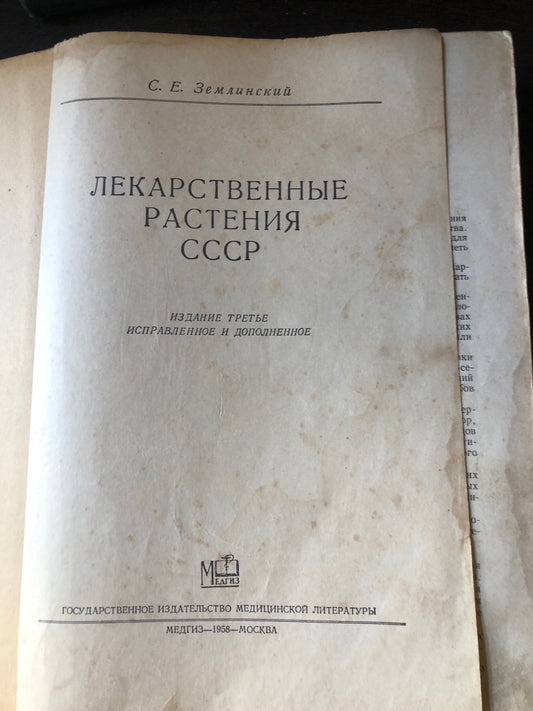 С. Е. Землинский
ЛЕКАРСТВЕННЫЕ
РАСТЕНИЯ
СССР
ИЗДАНИЕ ТРЕТЬЕ
ИСПРАВЛЕННОЕ И ДОПОЛНЕННОЕ
МЕДГИЗ
ГОСУДАРСТВЕННОЕ ИЗДАТЕЛЬСТВО МЕДИЦИНСКОЙ ЛИТЕРАТУРЫ
МЕДГИЗ—1958—МОСКВА